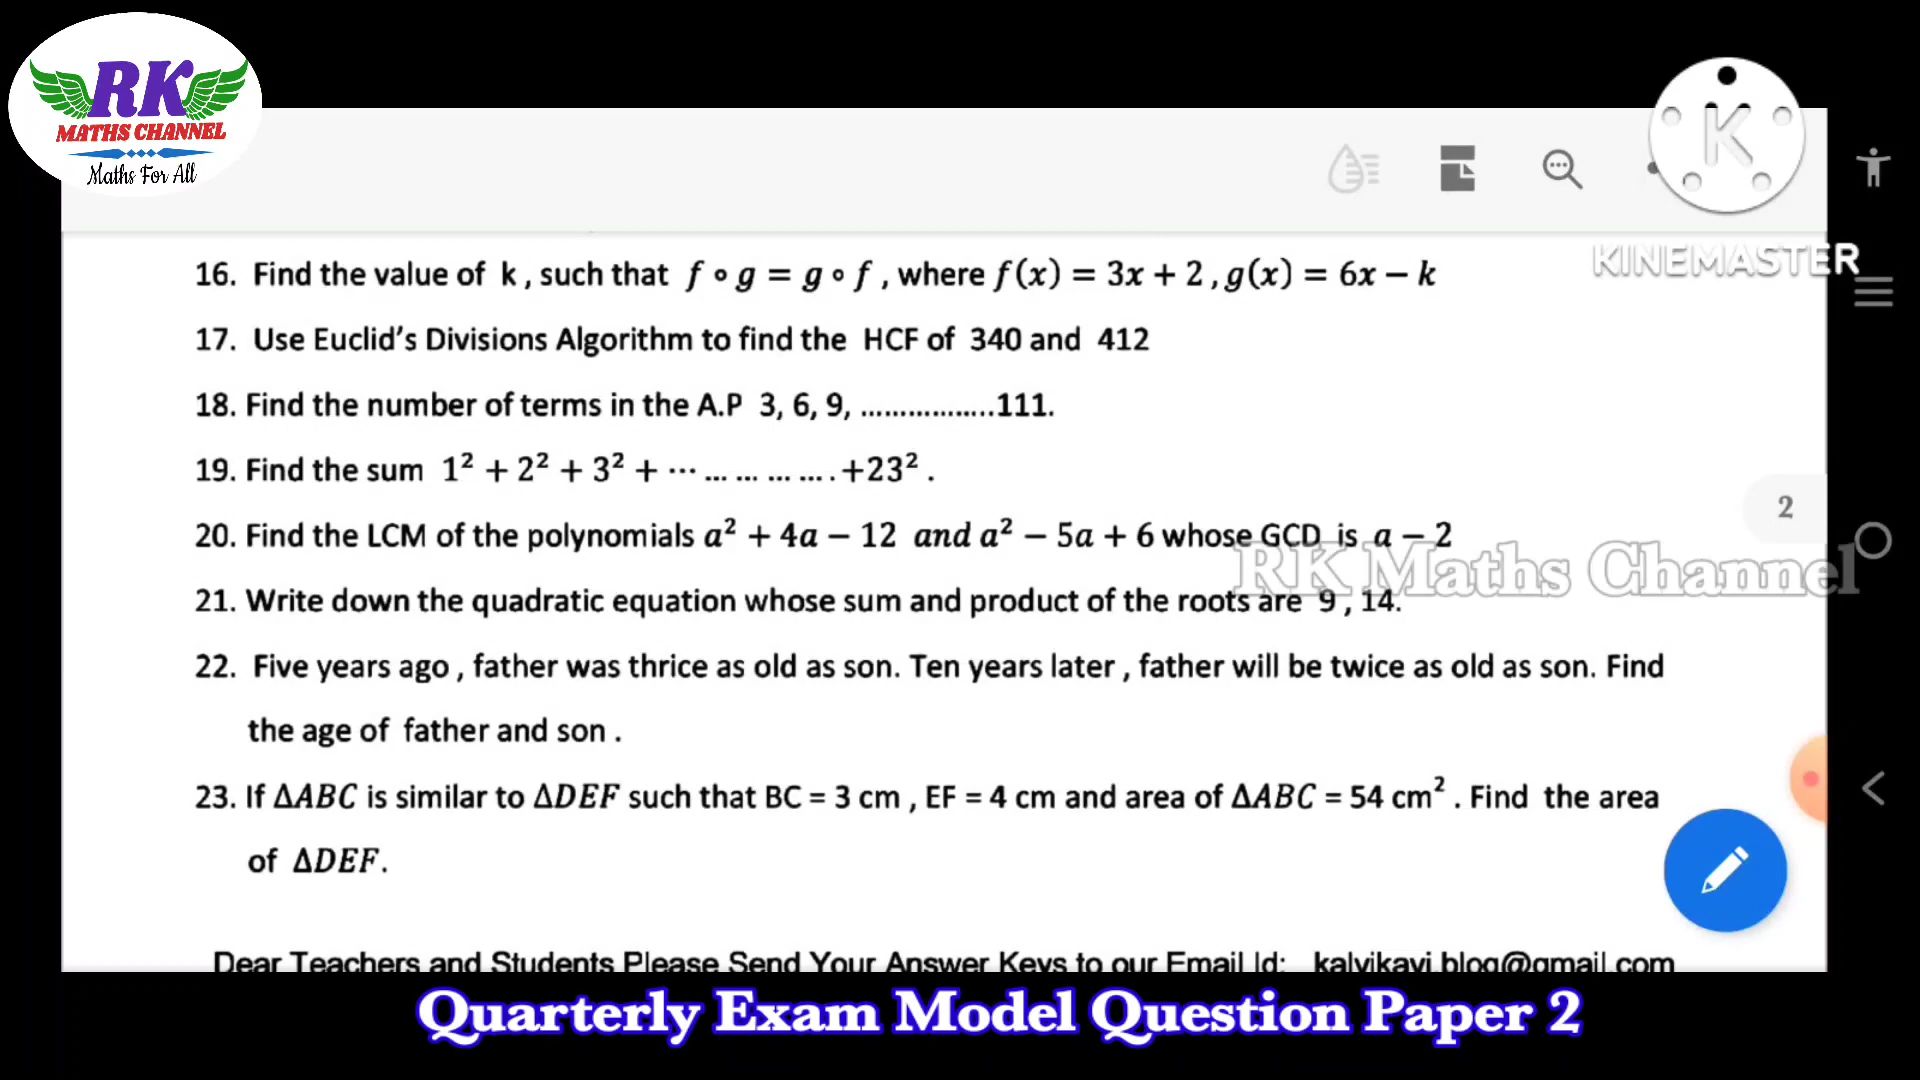 RK
MATHS CHANNEL
Maths For All
K
KINEMASTER
16. Find the value of k , such that f ∘ g = g ∘ f , where f(x) = 3x + 2 , g(x) = 6x − k
17. Use Euclid's Divisions Algorithm to find the HCF of 340 and 412
18. Find the number of terms in the A.P 3, 6, 9, .................111.
19. Find the sum 1² + 2² + 3² + ⋯ … … … … . +23² .
2
20. Find the LCM of the polynomials a² + 4a − 12 and a² − 5a + 6 whose GCD is a − 2
RK Maths Channel
21. Write down the quadratic equation whose sum and product of the roots are 9 , 14.
22. Five years ago , father was thrice as old as son. Ten years later , father will be twice as old as son. Find
the age of father and son .
23. If ΔABC is similar to ΔDEF such that BC = 3 cm , EF = 4 cm and area of ΔABC = 54 cm² . Find the area
of ΔDEF.
Dear Teachers and Students Please Send Your Answer Keys to our Email Id: kalvikavi.blog@gmail.com
Quarterly Exam Model Question Paper 2